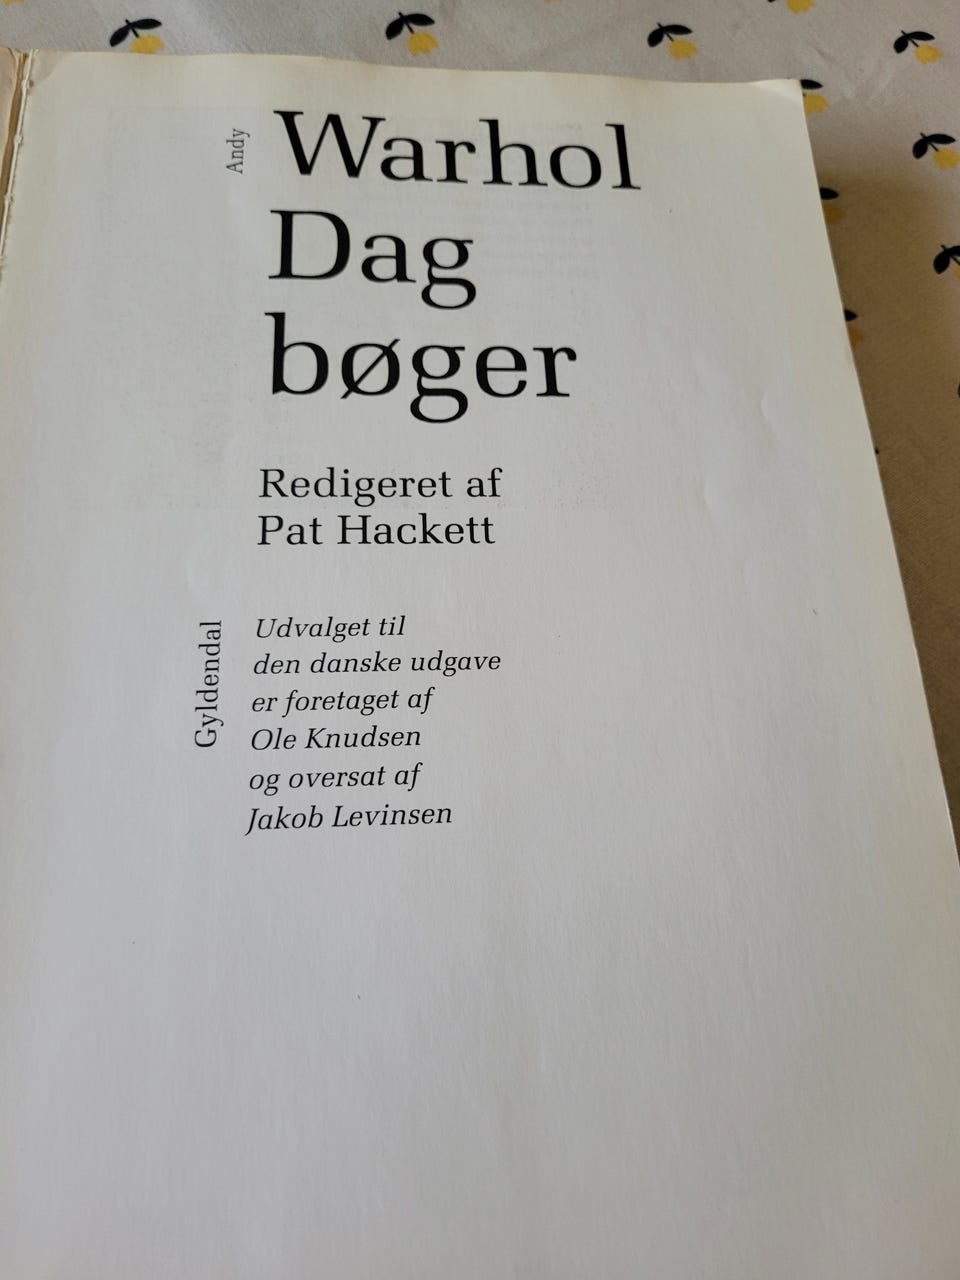 Andy
Warhol
Dag
bøger
Redigeret af
Pat Hackett
Gyldendal
Udvalget til
den danske udgave
er foretaget af
Ole Knudsen
og oversat af
Jakob Levinsen